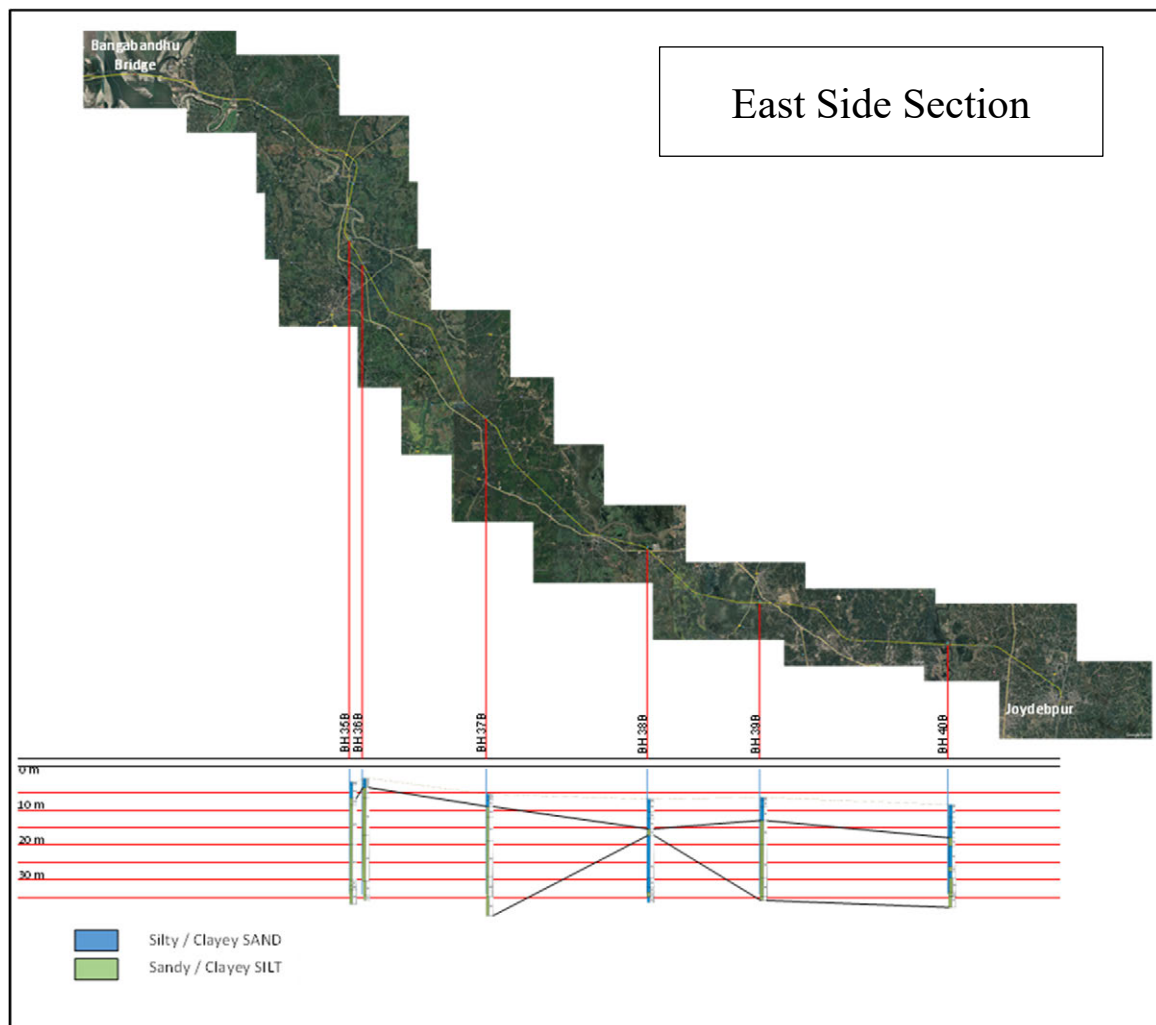 Bangabandhu
Bridge
East Side Section
Joydebpur
BH 35B
BH 36B
BH 37B
BH 38B
BH 39B
BH 40B
0 m
10 m
20 m
30 m
Silty / Clayey SAND
Sandy / Clayey SILT